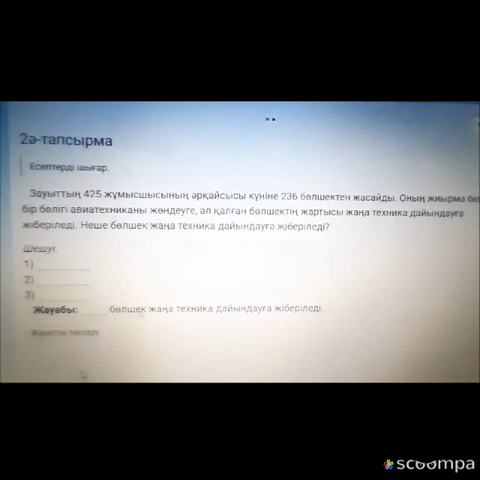 2ә-тапсырма
Есептерді шығар.
Зауыттың 425 жұмысшысының әрқайсысы күніне 236 бөлшектен жасайды. Оның жиырма бес
бір бөлігі авиатехниканы жөндеуге, ал қалған бөлшектің жартысы жаңа техника дайындауға
жіберіледі. Неше бөлшек жаңа техника дайындауға жіберіледі?
Шешуі:
1)
2)
3)
Жауабы: бөлшек жаңа техника дайындауға жіберіледі.
Жауапты тексеру
scoompa